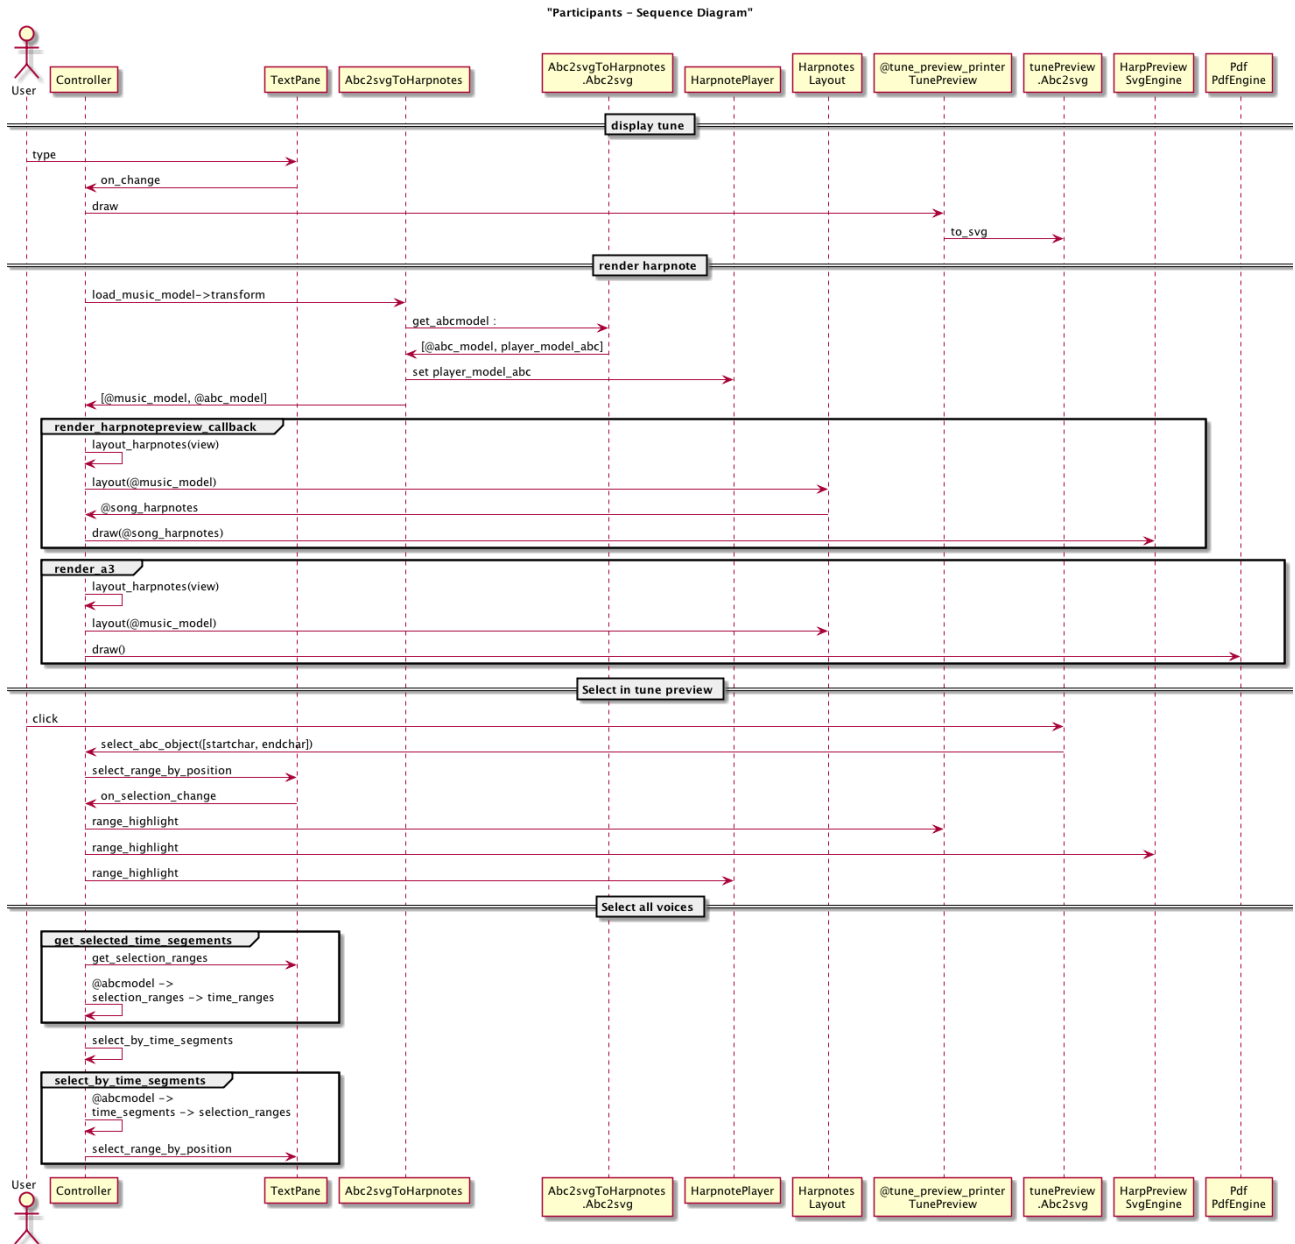 "Participants – Sequence Diagram"
User
Controller
TextPane
Abc2svgToHarpnotes
Abc2svgToHarpnotes
.Abc2svg
HarpnotePlayer
Harpnotes
Layout
@tune_preview_printer
TunePreview
tunePreview
.Abc2svg
HarpPreview
SvgEngine
Pdf
PdfEngine
display tune
type
on_change
draw
to_svg
render harpnote
load_music_model->transform
get_abcmodel :
[@abc_model, player_model_abc]
set player_model_abc
[@music_model, @abc_model]
render_harpnotepreview_callback
layout_harpnotes(view)
layout(@music_model)
@song_harpnotes
draw(@song_harpnotes)
render_a3
layout_harpnotes(view)
layout(@music_model)
draw()
Select in tune preview
click
select_abc_object([startchar, endchar])
select_range_by_position
on_selection_change
range_highlight
range_highlight
range_highlight
Select all voices
get_selected_time_segements
get_selection_ranges
@abcmodel ->
selection_ranges -> time_ranges
select_by_time_segments
select_by_time_segments
@abcmodel ->
time_segments -> selection_ranges
select_range_by_position
User
Controller
TextPane
Abc2svgToHarpnotes
Abc2svgToHarpnotes
.Abc2svg
HarpnotePlayer
Harpnotes
Layout
@tune_preview_printer
TunePreview
tunePreview
.Abc2svg
HarpPreview
SvgEngine
Pdf
PdfEngine